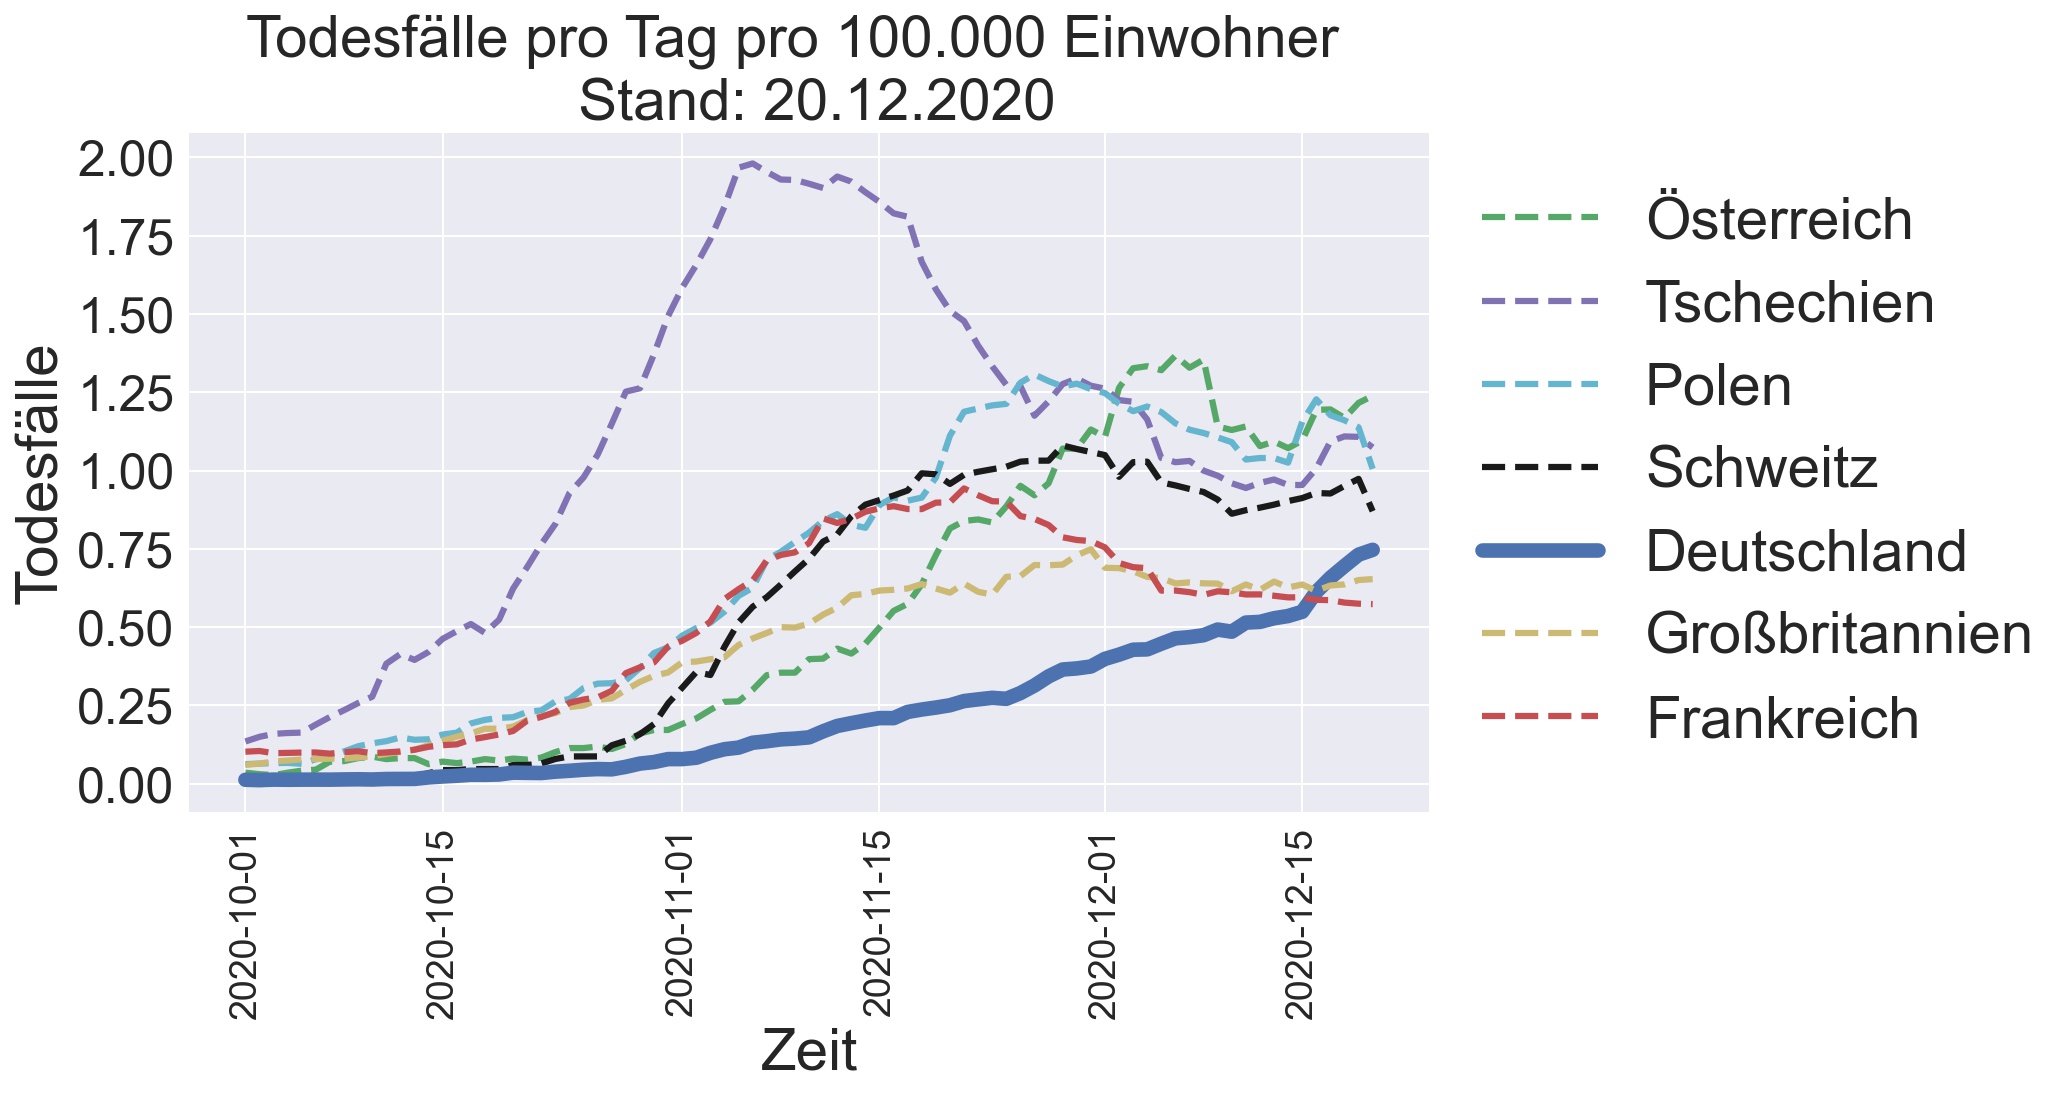 Todesfälle pro Tag pro 100.000 Einwohner
Stand: 20.12.2020
Todesfälle
2.00
1.75
1.50
1.25
1.00
0.75
0.50
0.25
0.00
2020-10-01
2020-10-15
2020-11-01
2020-11-15
2020-12-01
2020-12-15
Zeit
Österreich
Tschechien
Polen
Schweitz
Deutschland
Großbritannien
Frankreich